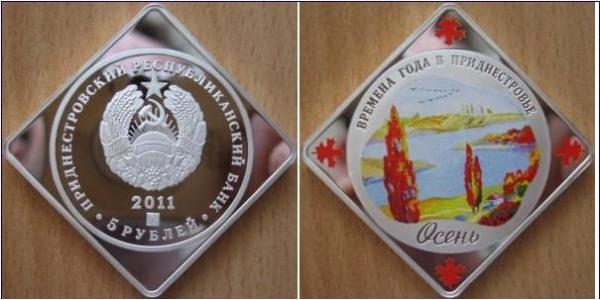 ПРИДНЕСТРОВСКИЙ РЕСПУБЛИКАНСКИЙ БАНК
2011
• 5 РУБЛЕЙ •
ВРЕМЕНА ГОДА В ПРИДНЕСТРОВЬЕ
Осень